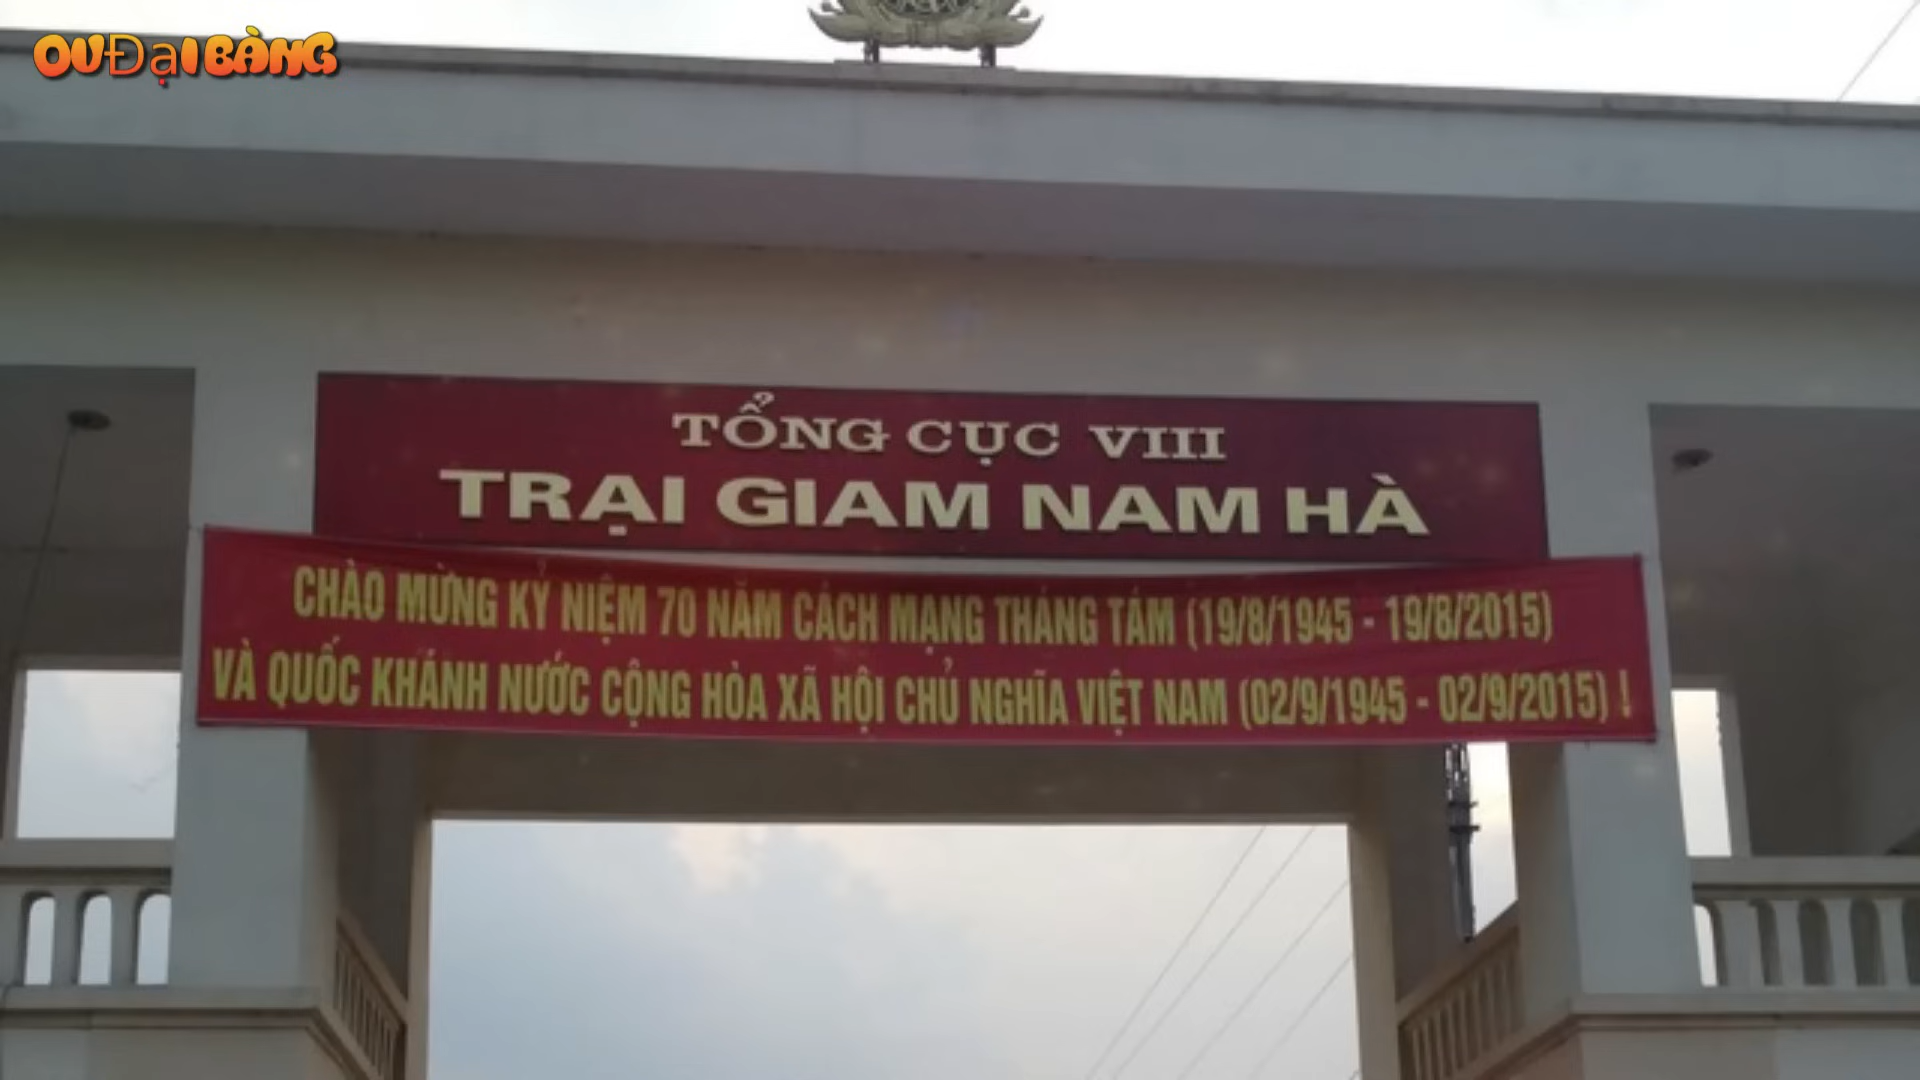 OUĐẠI BÀNG
TỔNG CỤC VIII
TRẠI GIAM NAM HÀ
CHÀO MỪNG KỶ NIỆM 70 NĂM CÁCH MẠNG THÁNG TÁM (19/8/1945 - 19/8/2015)
VÀ QUỐC KHÁNH NƯỚC CỘNG HÒA XÃ HỘI CHỦ NGHĨA VIỆT NAM (02/9/1945 - 02/9/2015) !